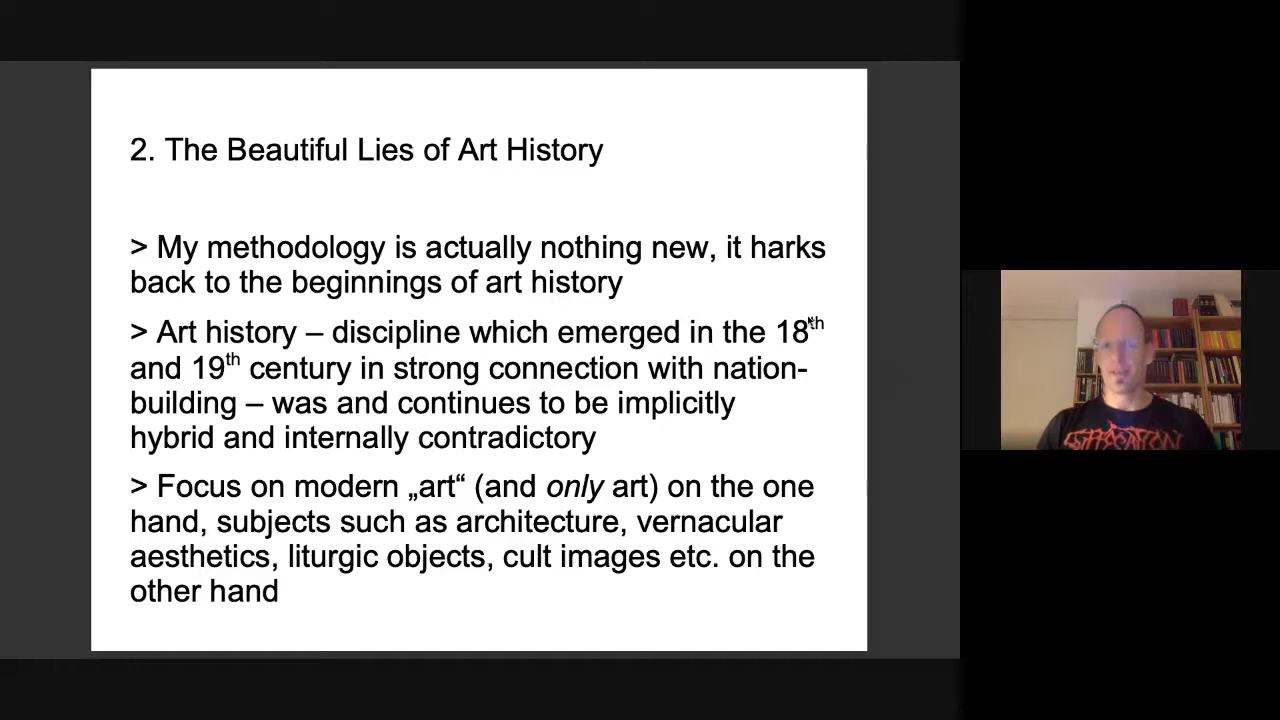 2. The Beautiful Lies of Art History
> My methodology is actually nothing new, it harks
back to the beginnings of art history
> Art history – discipline which emerged in the 18th
and 19th century in strong connection with nation-
building – was and continues to be implicitly
hybrid and internally contradictory
> Focus on modern „art“ (and only art) on the one
hand, subjects such as architecture, vernacular
aesthetics, liturgic objects, cult images etc. on the
other hand
SUFFOCATION